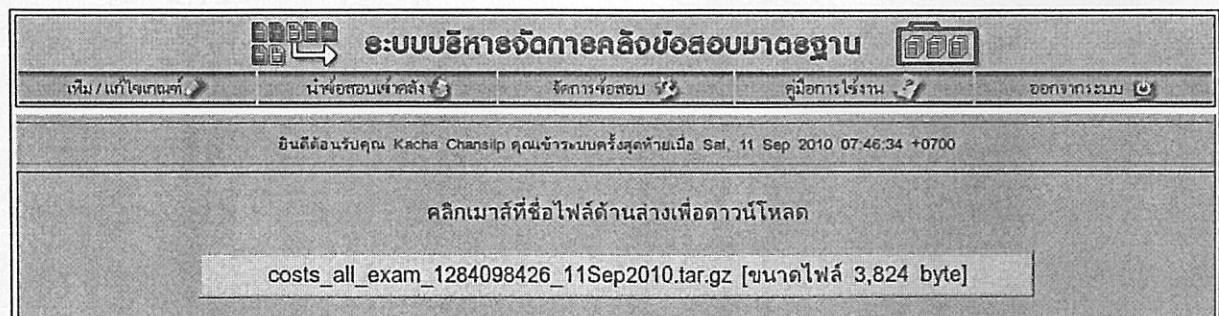 ระบบบริหารจัดการคลังข้อสอบมาตรฐาน
เพิ่ม / แก้ไขเกณฑ์ นำข้อสอบเข้าคลัง จัดการข้อสอบ คู่มือการใช้งาน ออกจากระบบ
ยินดีต้อนรับคุณ Kacha Chansilp คุณเข้าระบบครั้งสุดท้ายเมื่อ Sat, 11 Sep 2010 07:46:34 +0700
คลิกเมาส์ที่ชื่อไฟล์ด้านล่างเพื่อดาวน์โหลด
costs_all_exam_1284098426_11Sep2010.tar.gz [ขนาดไฟล์ 3,824 byte]